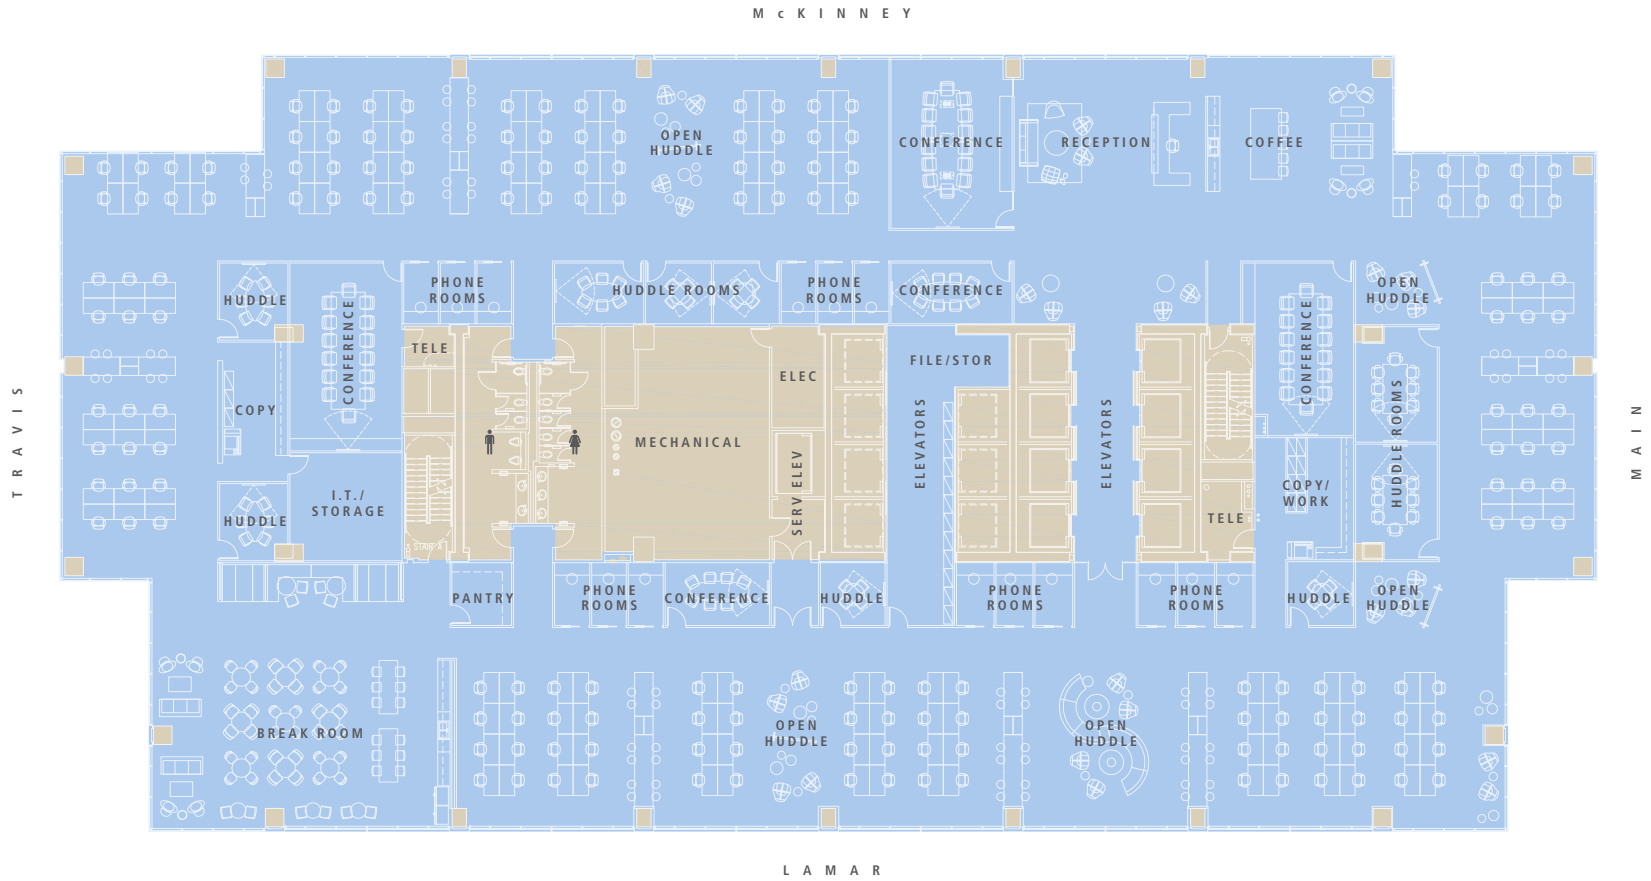 McKINNEY
OPEN
HUDDLE
CONFERENCE
RECEPTION
COFFEE
HUDDLE
PHONE
ROOMS
HUDDLE ROOMS
PHONE
ROOMS
CONFERENCE
OPEN
HUDDLE
CONFERENCE
TELE
ELEC
FILE/STOR
CONFERENCE
HUDDLE ROOMS
COPY
MECHANICAL
ELEVATORS
ELEVATORS
TRAVIS
MAIN
I.T./
STORAGE
SERV ELEV
COPY/
WORK
HUDDLE
TELE
STAIR A
PANTRY
PHONE
ROOMS
CONFERENCE
HUDDLE
PHONE
ROOMS
PHONE
ROOMS
HUDDLE
OPEN
HUDDLE
BREAK ROOM
OPEN
HUDDLE
OPEN
HUDDLE
LAMAR